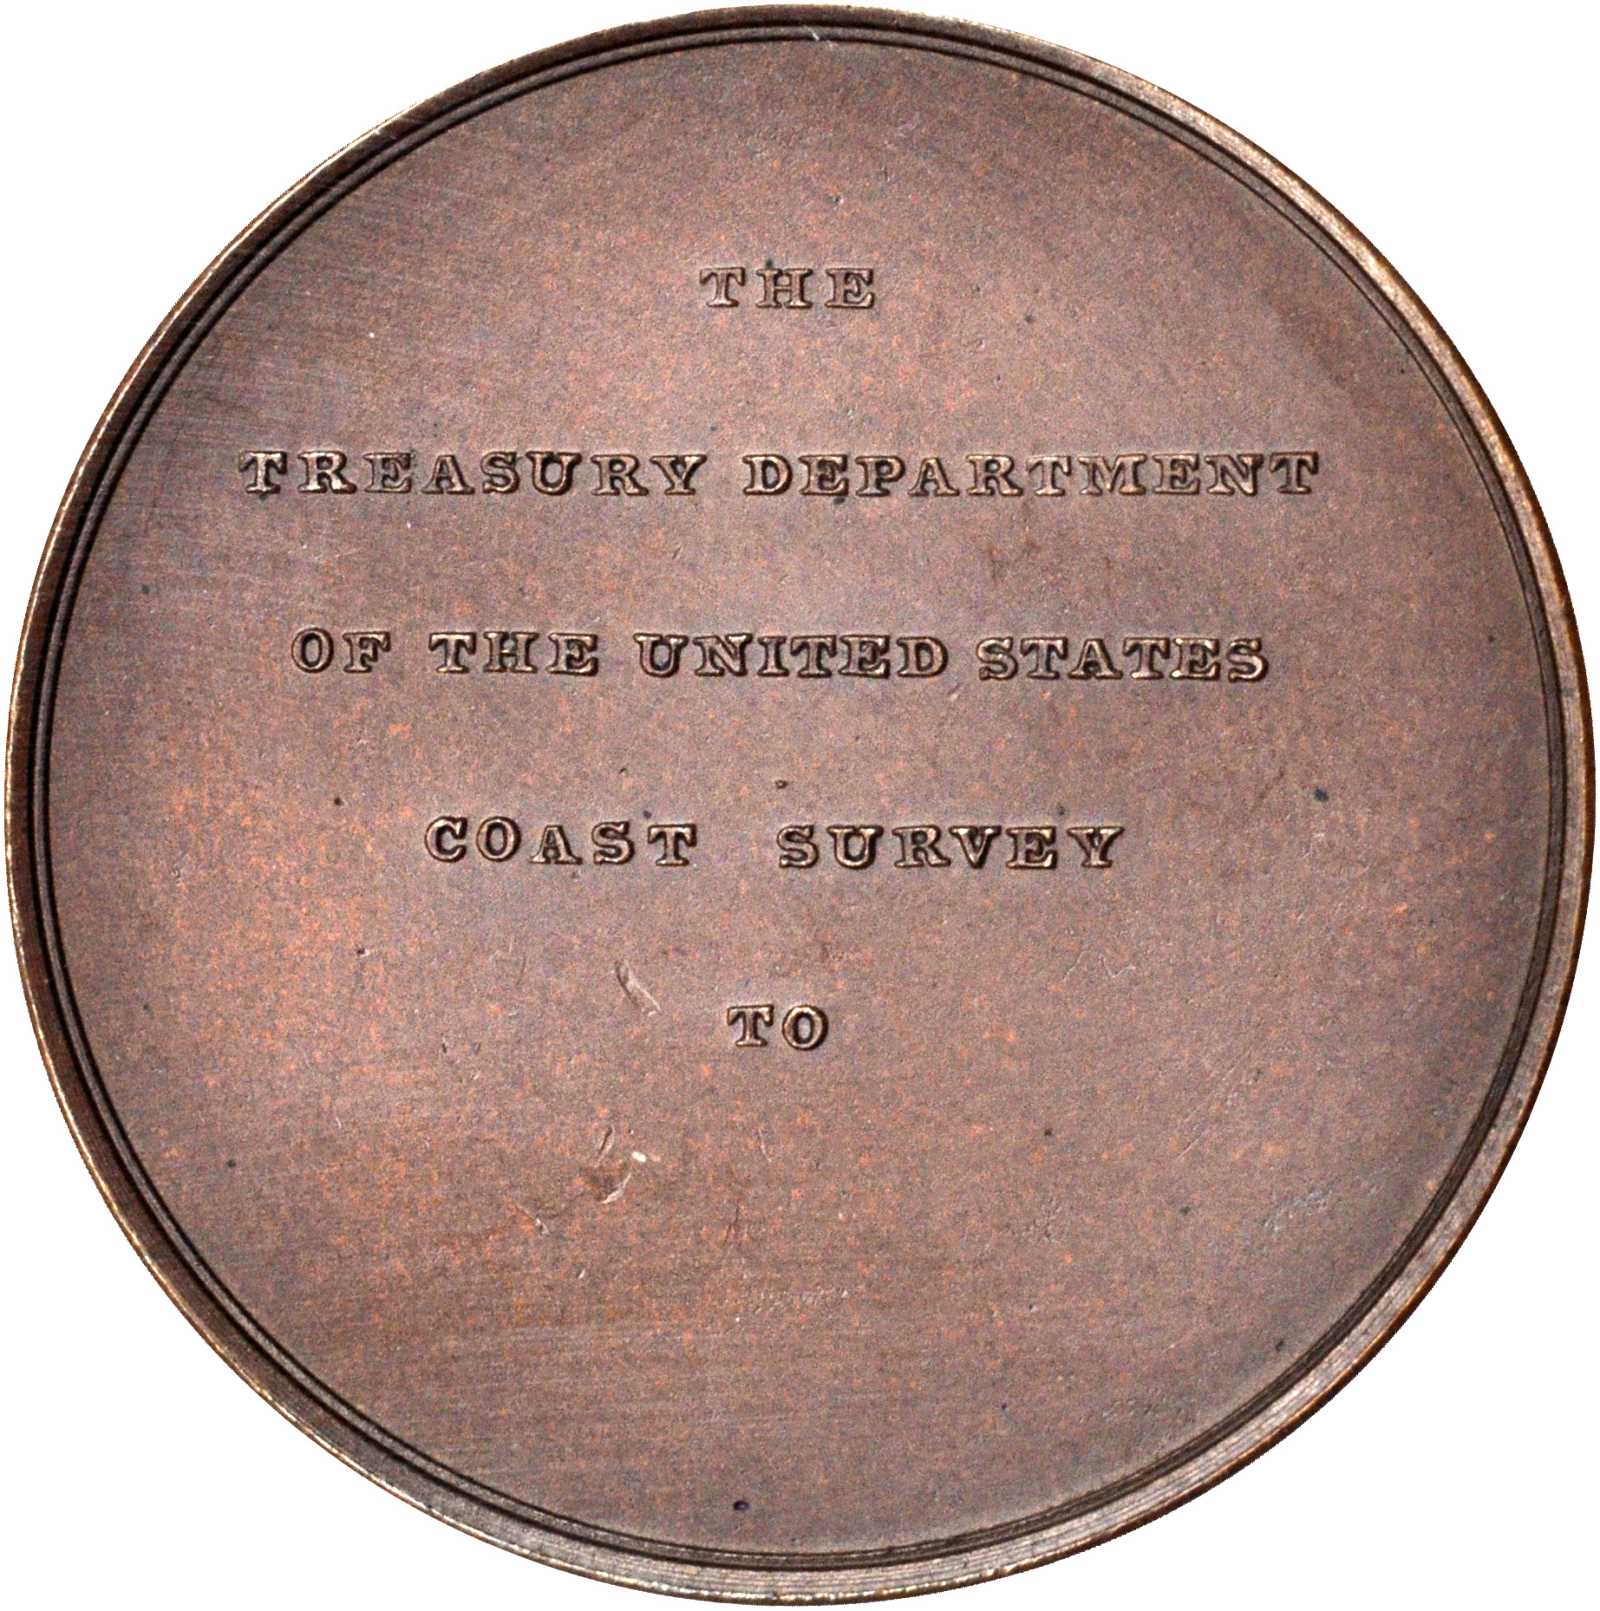 THE
TREASURY DEPARTMENT
OF THE UNITED STATES
COAST SURVEY
TO